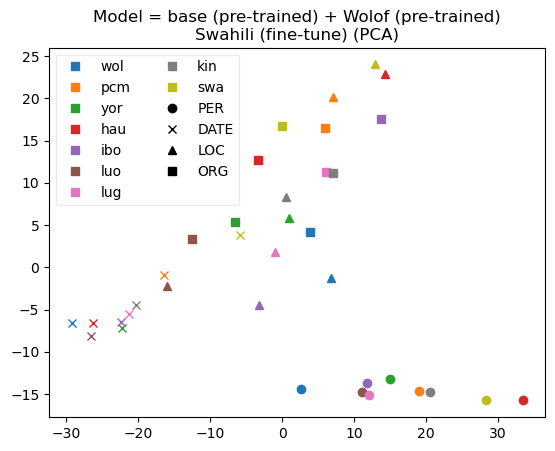 Model = base (pre-trained) + Wolof (pre-trained)
Swahili (fine-tune) (PCA)
wol
pcm
yor
hau
ibo
luo
lug
kin
swa
PER
DATE
LOC
ORG
25
20
15
10
5
0
−5
−10
−15
−30
−20
−10
0
10
20
30